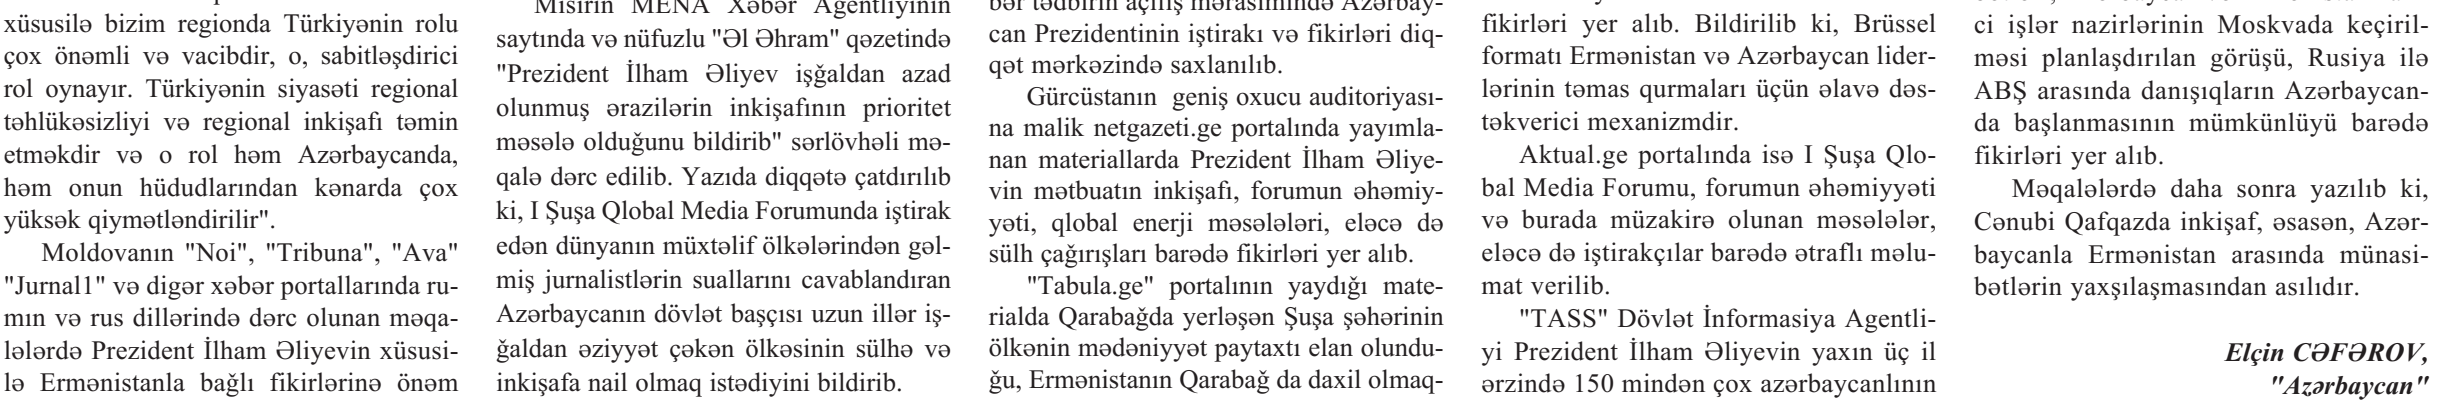 xüsusilə bizim regionda Türkiyənin rolu
çox önəmli və vacibdir, o, sabitləşdirici
rol oynayır. Türkiyənin siyasəti regional
təhlükəsizliyi və regional inkişafı təmin
etməkdir və o rol həm Azərbaycanda,
həm onun hüdudlarından kənarda çox
yüksək qiymətləndirilir".
Moldovanın "Noi", "Tribuna", "Ava"
"Jurnal1" və digər xəbər portallarında ru-
mın və rus dillərində dərc olunan məqa-
lələrdə Prezident İlham Əliyevin xüsusi-
lə Ermənistanla bağlı fikirlərinə önəm
Misirin MENA Xəbər Agentliyinin
saytında və nüfuzlu "Əl Əhram" qəzetində
"Prezident İlham Əliyev işğaldan azad
olunmuş ərazilərin inkişafının prioritet
məsələ olduğunu bildirib" sərlövhəli mə-
qalə dərc edilib. Yazıda diqqətə çatdırılıb
ki, I Şuşa Qlobal Media Forumunda iştirak
edən dünyanın müxtəlif ölkələrindən gəl-
miş jurnalistlərin suallarını cavablandıran
Azərbaycanın dövlət başçısı uzun illər iş-
ğaldan əziyyət çəkən ölkəsinin sülhə və
inkişafa nail olmaq istədiyini bildirib.
bər tədbirin açılış mərasimində Azərbay-
can Prezidentinin iştirakı və fikirləri diq-
qət mərkəzində saxlanılıb.
Gürcüstanın geniş oxucu auditoriyası-
na malik netgazeti.ge portalında yayımla-
nan materiallarda Prezident İlham Əliye-
vin mətbuatın inkişafı, forumun əhəmiy-
yəti, qlobal enerji məsələləri, eləcə də
sülh çağırışları barədə fikirləri yer alıb.
"Tabula.ge" portalının yaydığı mate-
rialda Qarabağda yerləşən Şuşa şəhərinin
ölkənin mədəniyyət paytaxtı elan olundu-
ğu, Ermənistanın Qarabağ da daxil olmaq-
fikirləri yer alıb. Bildirilib ki, Brüssel
formatı Ermənistan və Azərbaycan lider-
lərinin təmas qurmaları üçün əlavə dəs-
təkverici mexanizmdir.
Aktual.ge portalında isə I Şuşa Qlo-
bal Media Forumu, forumun əhəmiyyəti
və burada müzakirə olunan məsələlər,
eləcə də iştirakçılar barədə ətraflı məlu-
mat verilib.
"TASS" Dövlət İnformasiya Agentli-
yi Prezident İlham Əliyevin yaxın üç il
ərzində 150 mindən çox azərbaycanlının
ci işlər nazirlərinin Moskvada keçiril-
məsi planlaşdırılan görüşü, Rusiya ilə
ABŞ arasında danışıqların Azərbaycan-
da başlanmasının mümkünlüyü barədə
fikirləri yer alıb.
Məqalələrdə daha sonra yazılıb ki,
Cənubi Qafqazda inkişaf, əsasən, Azər-
baycanla Ermənistan arasında münasi-
bətlərin yaxşılaşmasından asılıdır.
Elçin CƏFƏROV,
"Azərbaycan"